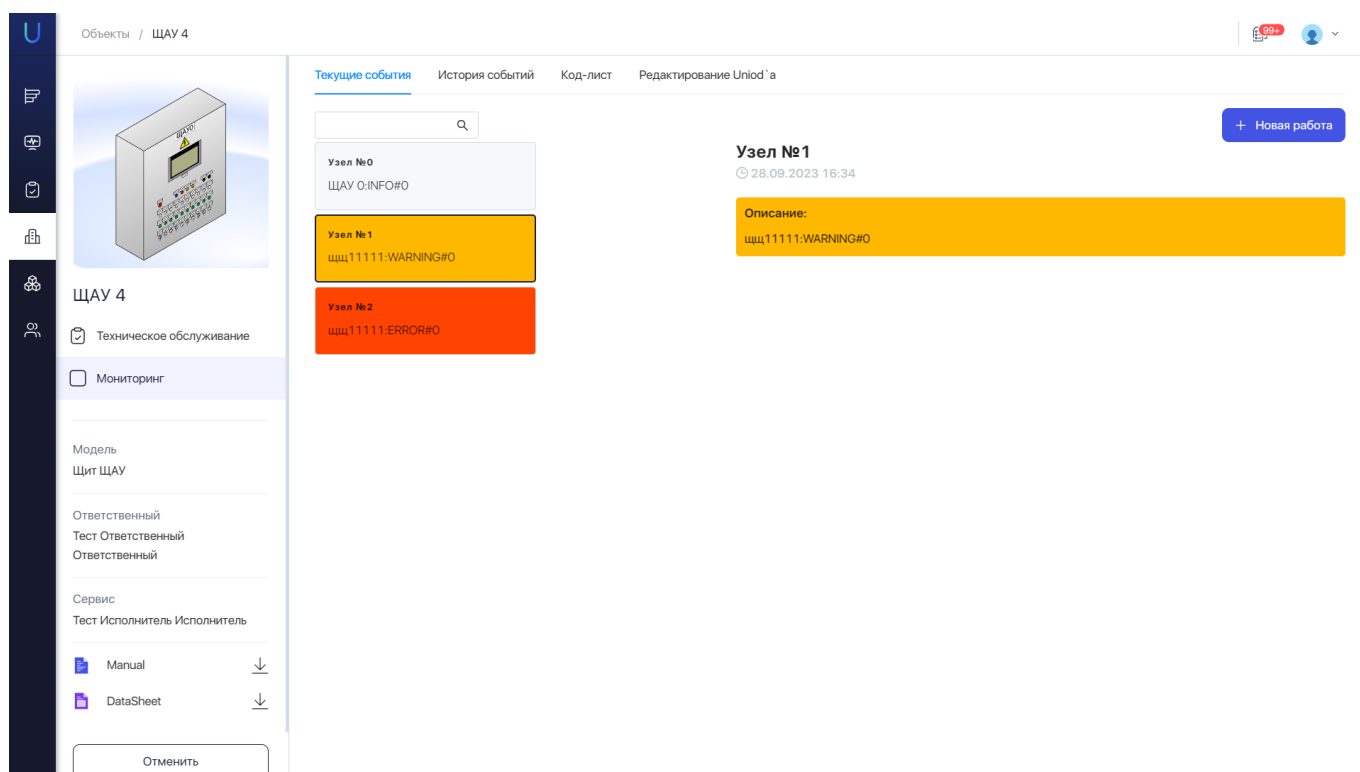 Объекты / ЩАУ 4
99+
Текущие события История событий Код-лист Редактирование Uniod`a
ЩАУ0
ЩАУ 4
Техническое обслуживание
Мониторинг
Модель
Щит ЩАУ
Ответственный
Тест Ответственный
Ответственный
Сервис
Тест Исполнитель Исполнитель
Manual
DataSheet
Отменить
Узел №0
ЩАУ 0:INFO#0
Узел №1
щщ11111:WARNING#0
Узел №2
щщ11111:ERROR#0
+ Новая работа
Узел №1
28.09.2023 16:34
Описание:
щщ11111:WARNING#0